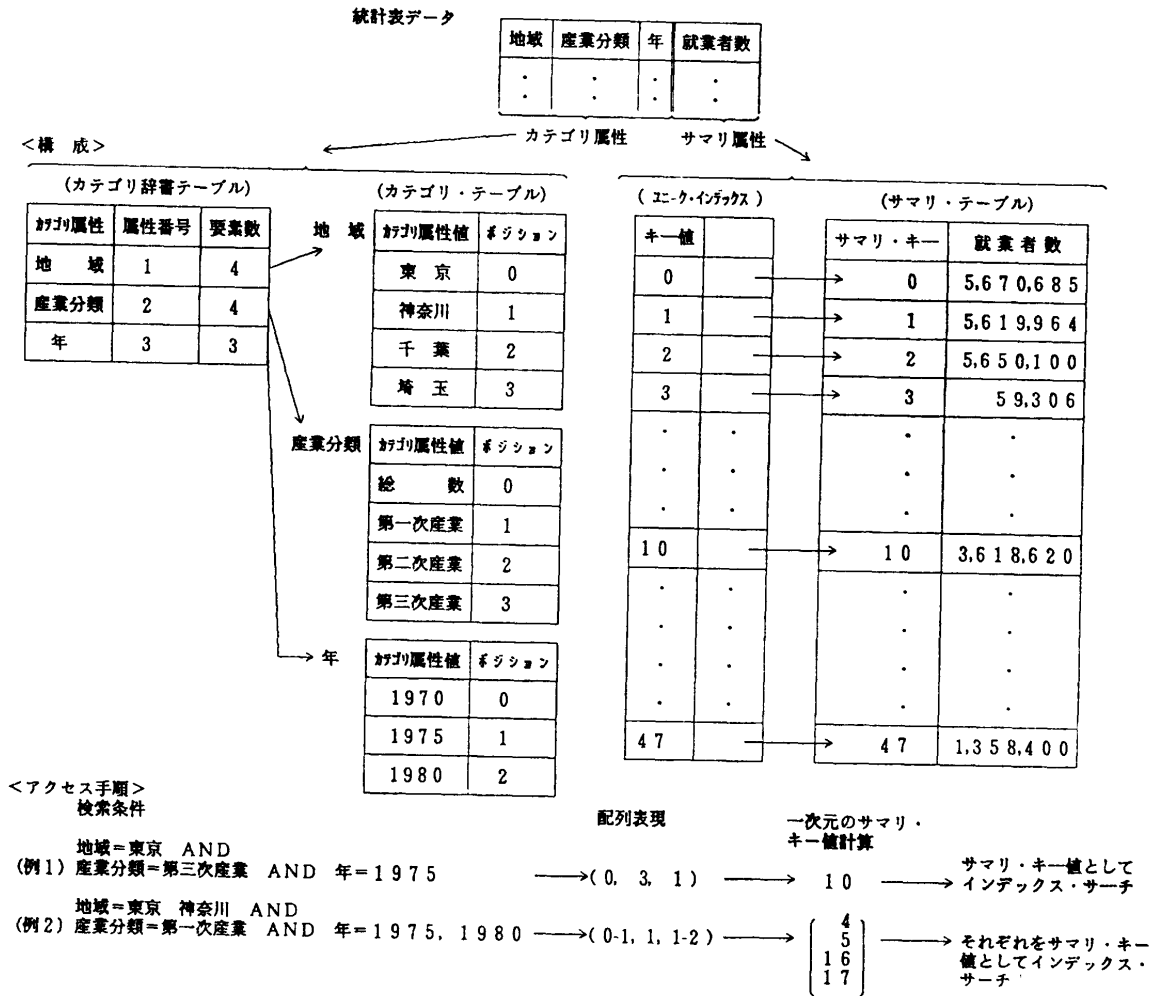 統計表データ
地域 産業分類 年 就業者数
カテゴリ属性 サマリ属性
<構 成>
(カテゴリ辞書テーブル)
カテゴリ属性 属性番号 要素数
地 域 1 4
産業分類 2 4
年 3 3
(カテゴリ・テーブル)
地 域
カテゴリ属性値 ポジション
東 京 0
神奈川 1
千 葉 2
埼 玉 3
産業分類
カテゴリ属性値 ポジション
総 数 0
第一次産業 1
第二次産業 2
第三次産業 3
年
カテゴリ属性値 ポジション
1970 0
1975 1
1980 2
(ユニーク・インデックス)
キー値
0
1
2
3
10
47
(サマリ・テーブル)
サマリ・キー 就業者数
0 5,670,685
1 5,619,964
2 5,650,100
3 59,306
10 3,618,620
47 1,358,400
<アクセス手順>
検索条件
配列表現
一次元のサマリ・
キー値計算
地域=東京 AND
(例1) 産業分類=第三次産業 AND 年=1975
(0, 3, 1)
10
サマリ・キー値として
インデックス・サーチ
地域=東京 神奈川 AND
(例2) 産業分類=第一次産業 AND 年=1975, 1980
(0-1, 1, 1-2)
4
5
16
17
それぞれをサマリ・キー
値としてインデックス・
サーチ